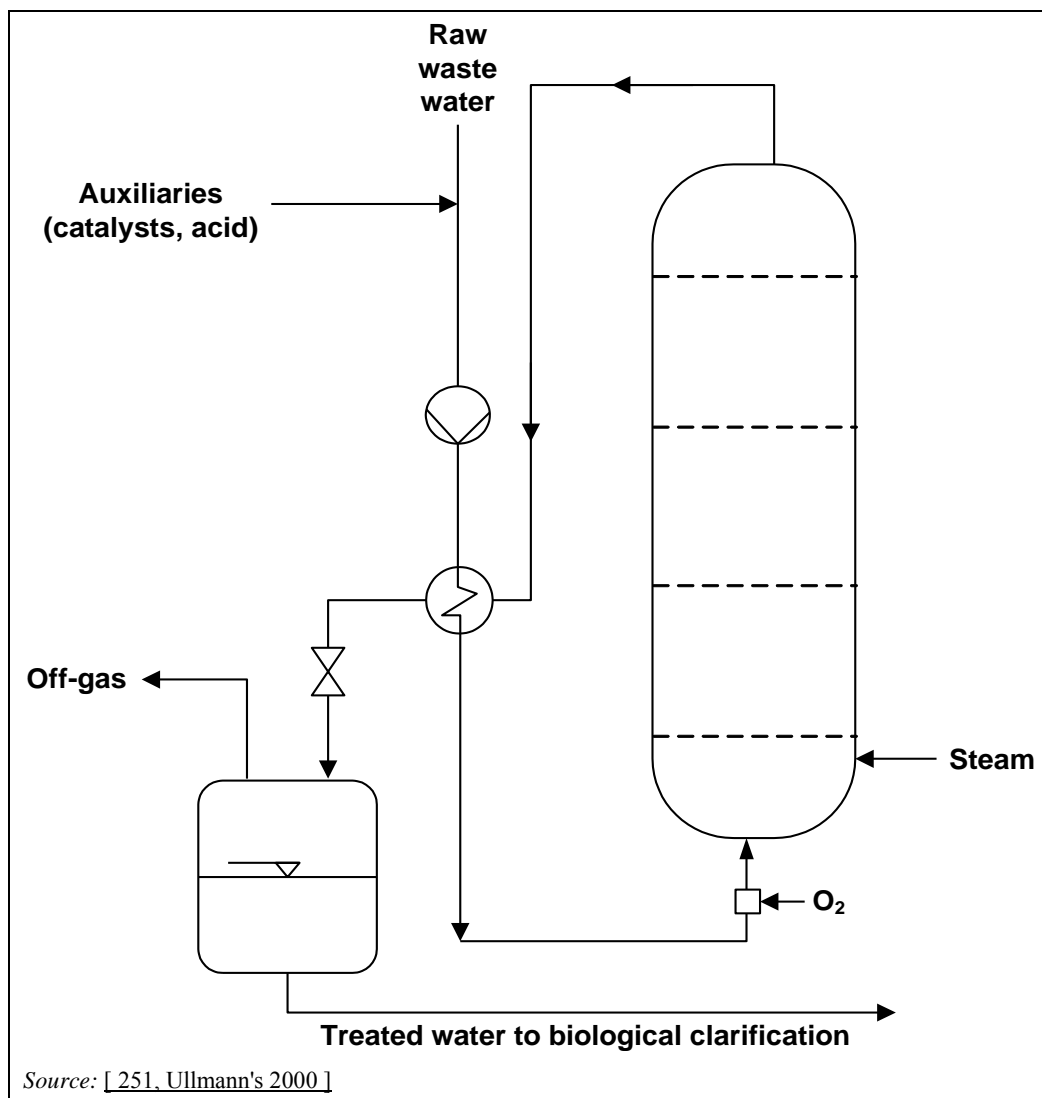 Raw
waste
water
Auxiliaries
(catalysts, acid)
Off-gas
Steam
O₂
Treated water to biological clarification
Source: [ 251, Ullmann's 2000 ]